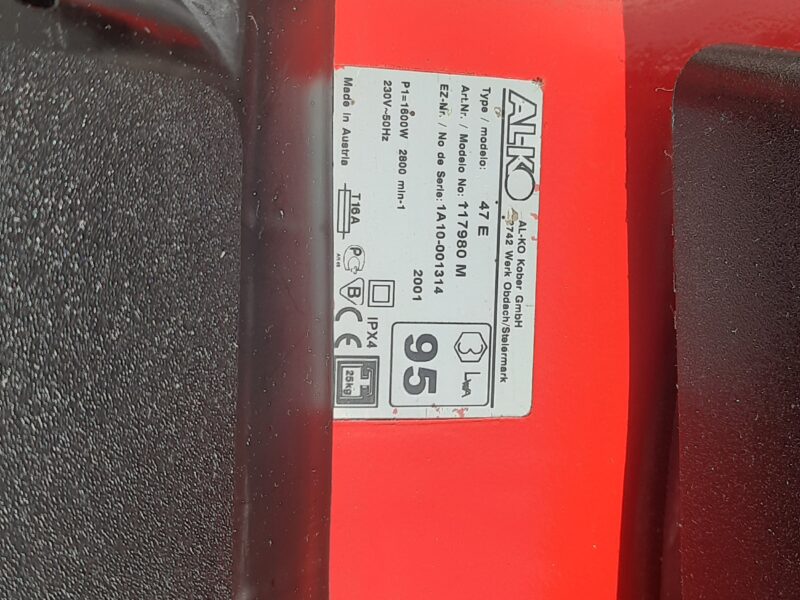 AL-KO
AL-KO Kober GmbH
8742 Werk Obdach/Steiermark
Type / modelo: 47 E
Art.Nr. / Modelo No: 117980 M
EZ-Nr. / No de Serie: 1A10-001314
2001
P1=1600W 2800 min-1
230V~50Hz
LWA
95
T16A
IPX4
Made in Austria
B
CE
25kg